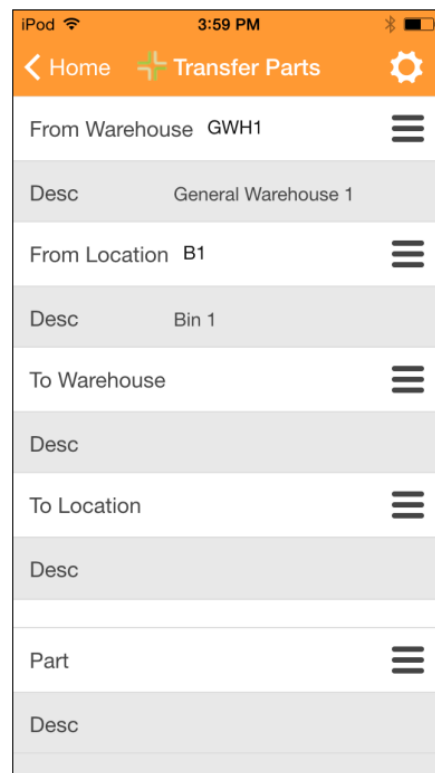 iPod 3:59 PM
Home Transfer Parts
From Warehouse GWH1
Desc General Warehouse 1
From Location B1
Desc Bin 1
To Warehouse
Desc
To Location
Desc
Part
Desc